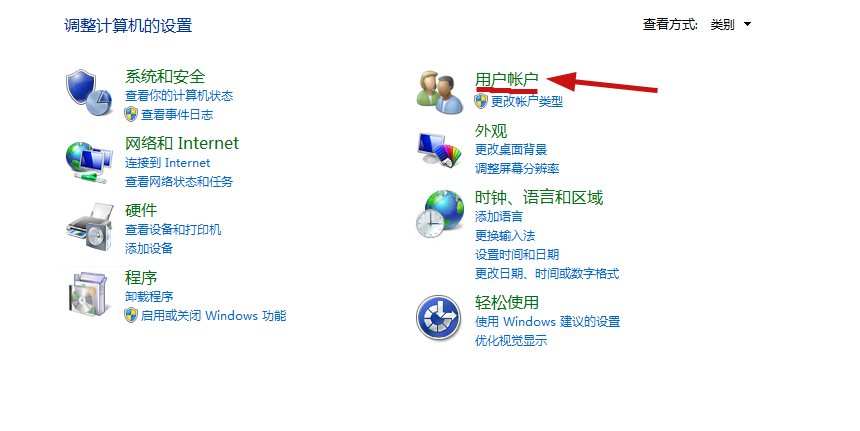 调整计算机的设置
查看方式: 类别
系统和安全
查看你的计算机状态
查看事件日志
网络和 Internet
连接到 Internet
查看网络状态和任务
硬件
查看设备和打印机
添加设备
程序
卸载程序
启用或关闭 Windows 功能
用户帐户
更改帐户类型
外观
更改桌面背景
调整屏幕分辨率
时钟、语言和区域
添加语言
更换输入法
设置时间和日期
更改日期、时间或数字格式
轻松使用
使用 Windows 建议的设置
优化视觉显示